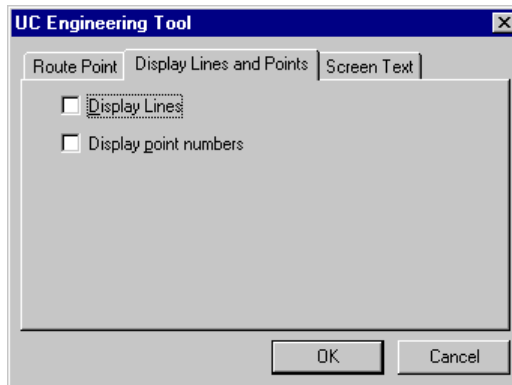 UC Engineering Tool
Route Point Display Lines and Points Screen Text
Display Lines
Display point numbers
OK Cancel